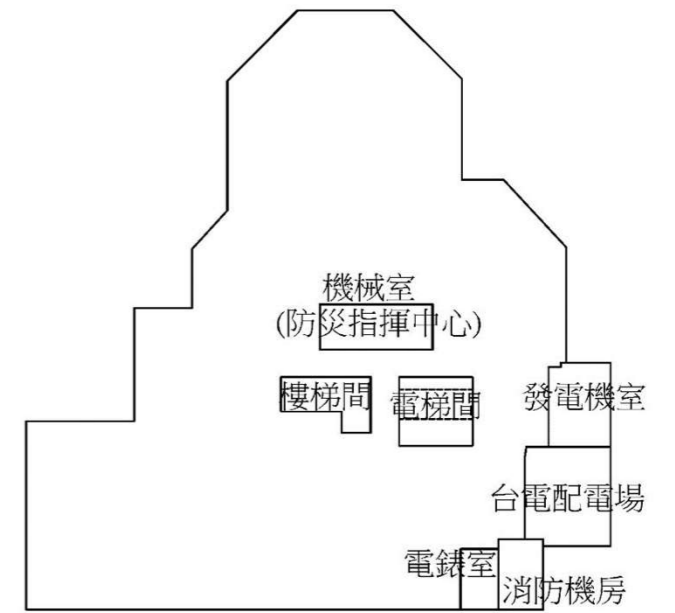 機械室
(防災指揮中心)
樓梯間
電梯間
發電機室
台電配電場
電錶室
消防機房